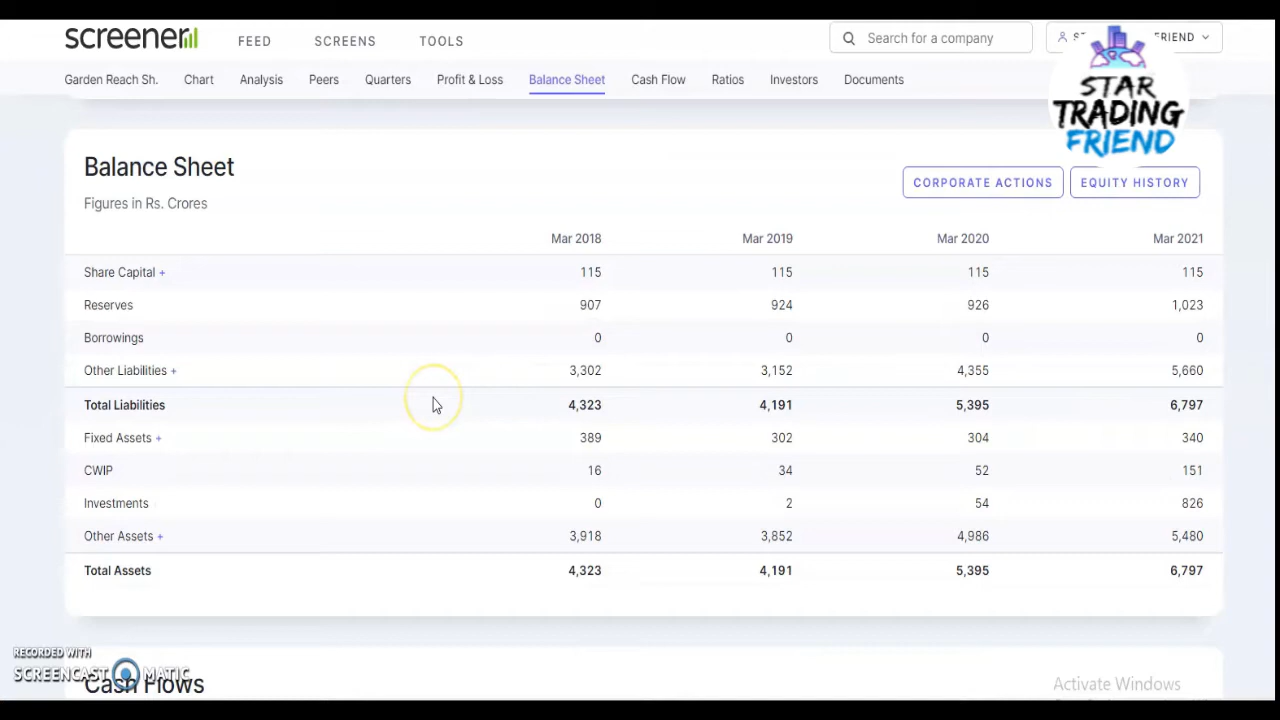 screener FEED SCREENS TOOLS Search for a company FRIEND
Garden Reach Sh. Chart Analysis Peers Quarters Profit & Loss Balance Sheet Cash Flow Ratios Investors Documents
STAR
TRADING
FRIEND
Balance Sheet
CORPORATE ACTIONS EQUITY HISTORY
Figures in Rs. Crores
Mar 2018 Mar 2019 Mar 2020 Mar 2021
Share Capital + 115 115 115 115
Reserves 907 924 926 1,023
Borrowings 0 0 0 0
Other Liabilities + 3,302 3,152 4,355 5,660
Total Liabilities 4,323 4,191 5,395 6,797
Fixed Assets + 389 302 304 340
CWIP 16 34 52 151
Investments 0 2 54 826
Other Assets + 3,918 3,852 4,986 5,480
Total Assets 4,323 4,191 5,395 6,797
RECORDED WITH
SCREENCAST MATIC
Cash Flows
Activate Windows